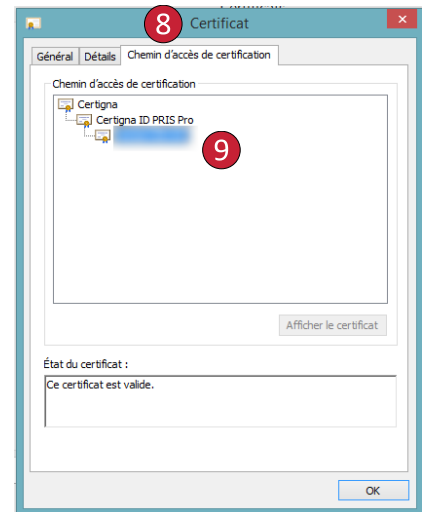 8 Certificat
Général Détails Chemin d'accès de certification
Chemin d'accès de certification
Certigna
Certigna ID PRIS Pro
9
Afficher le certificat
État du certificat :
Ce certificat est valide.
OK